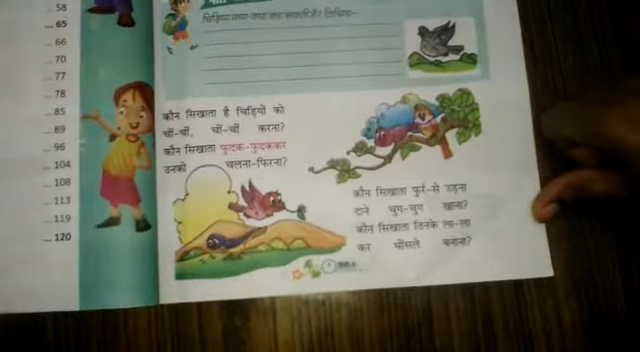 58
65
66
70
77
78
85
89
96
104
108
113
119
120
कौन सिखाता है चिड़ियों को
चीं-चीं, चीं-चीं करना?
कौन सिखाता फुदक-फुदककर
उनको चलना-फिरना?
कौन सिखाता फुर्र-से उड़ना
दाने चुग-चुग खाना?
कौन सिखाता तिनके ला-ला
कर घोंसले बनाना?